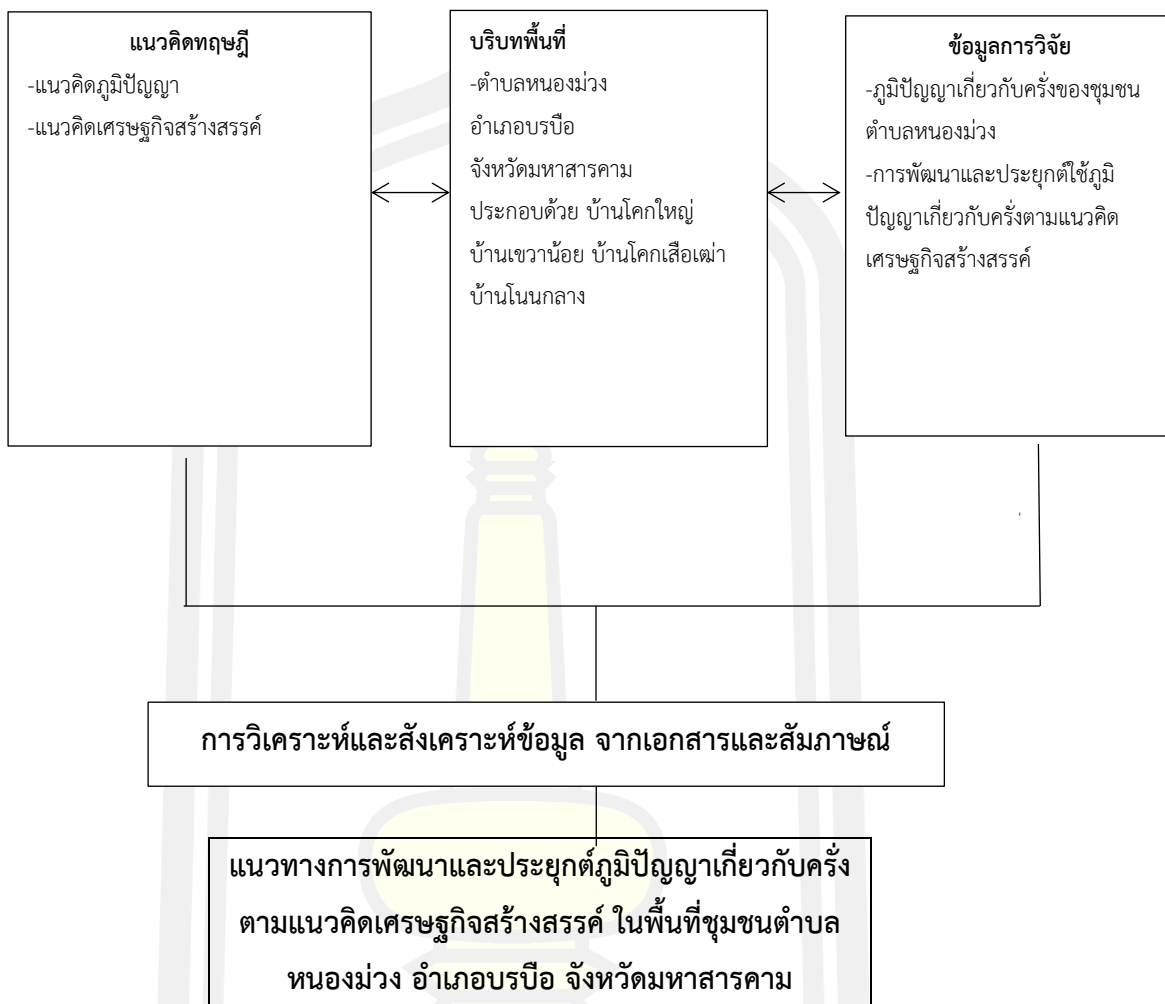 แนวคิดทฤษฎี
-แนวคิดภูมิปัญญา
-แนวคิดเศรษฐกิจสร้างสรรค์
บริบทพื้นที่
-ตำบลหนองม่วง
อำเภอบรบือ
จังหวัดมหาสารคาม
ประกอบด้วย บ้านโคกใหญ่
บ้านเขวาน้อย บ้านโคกเสือเฒ่า
บ้านโนนกลาง
ข้อมูลการวิจัย
-ภูมิปัญญาเกี่ยวกับครั่งของชุมชน
ตำบลหนองม่วง
-การพัฒนาและประยุกต์ใช้ภูมิ
ปัญญาเกี่ยวกับครั่งตามแนวคิด
เศรษฐกิจสร้างสรรค์
การวิเคราะห์และสังเคราะห์ข้อมูล จากเอกสารและสัมภาษณ์
แนวทางการพัฒนาและประยุกต์ภูมิปัญญาเกี่ยวกับครั่ง
ตามแนวคิดเศรษฐกิจสร้างสรรค์ ในพื้นที่ชุมชนตำบล
หนองม่วง อำเภอบรบือ จังหวัดมหาสารคาม